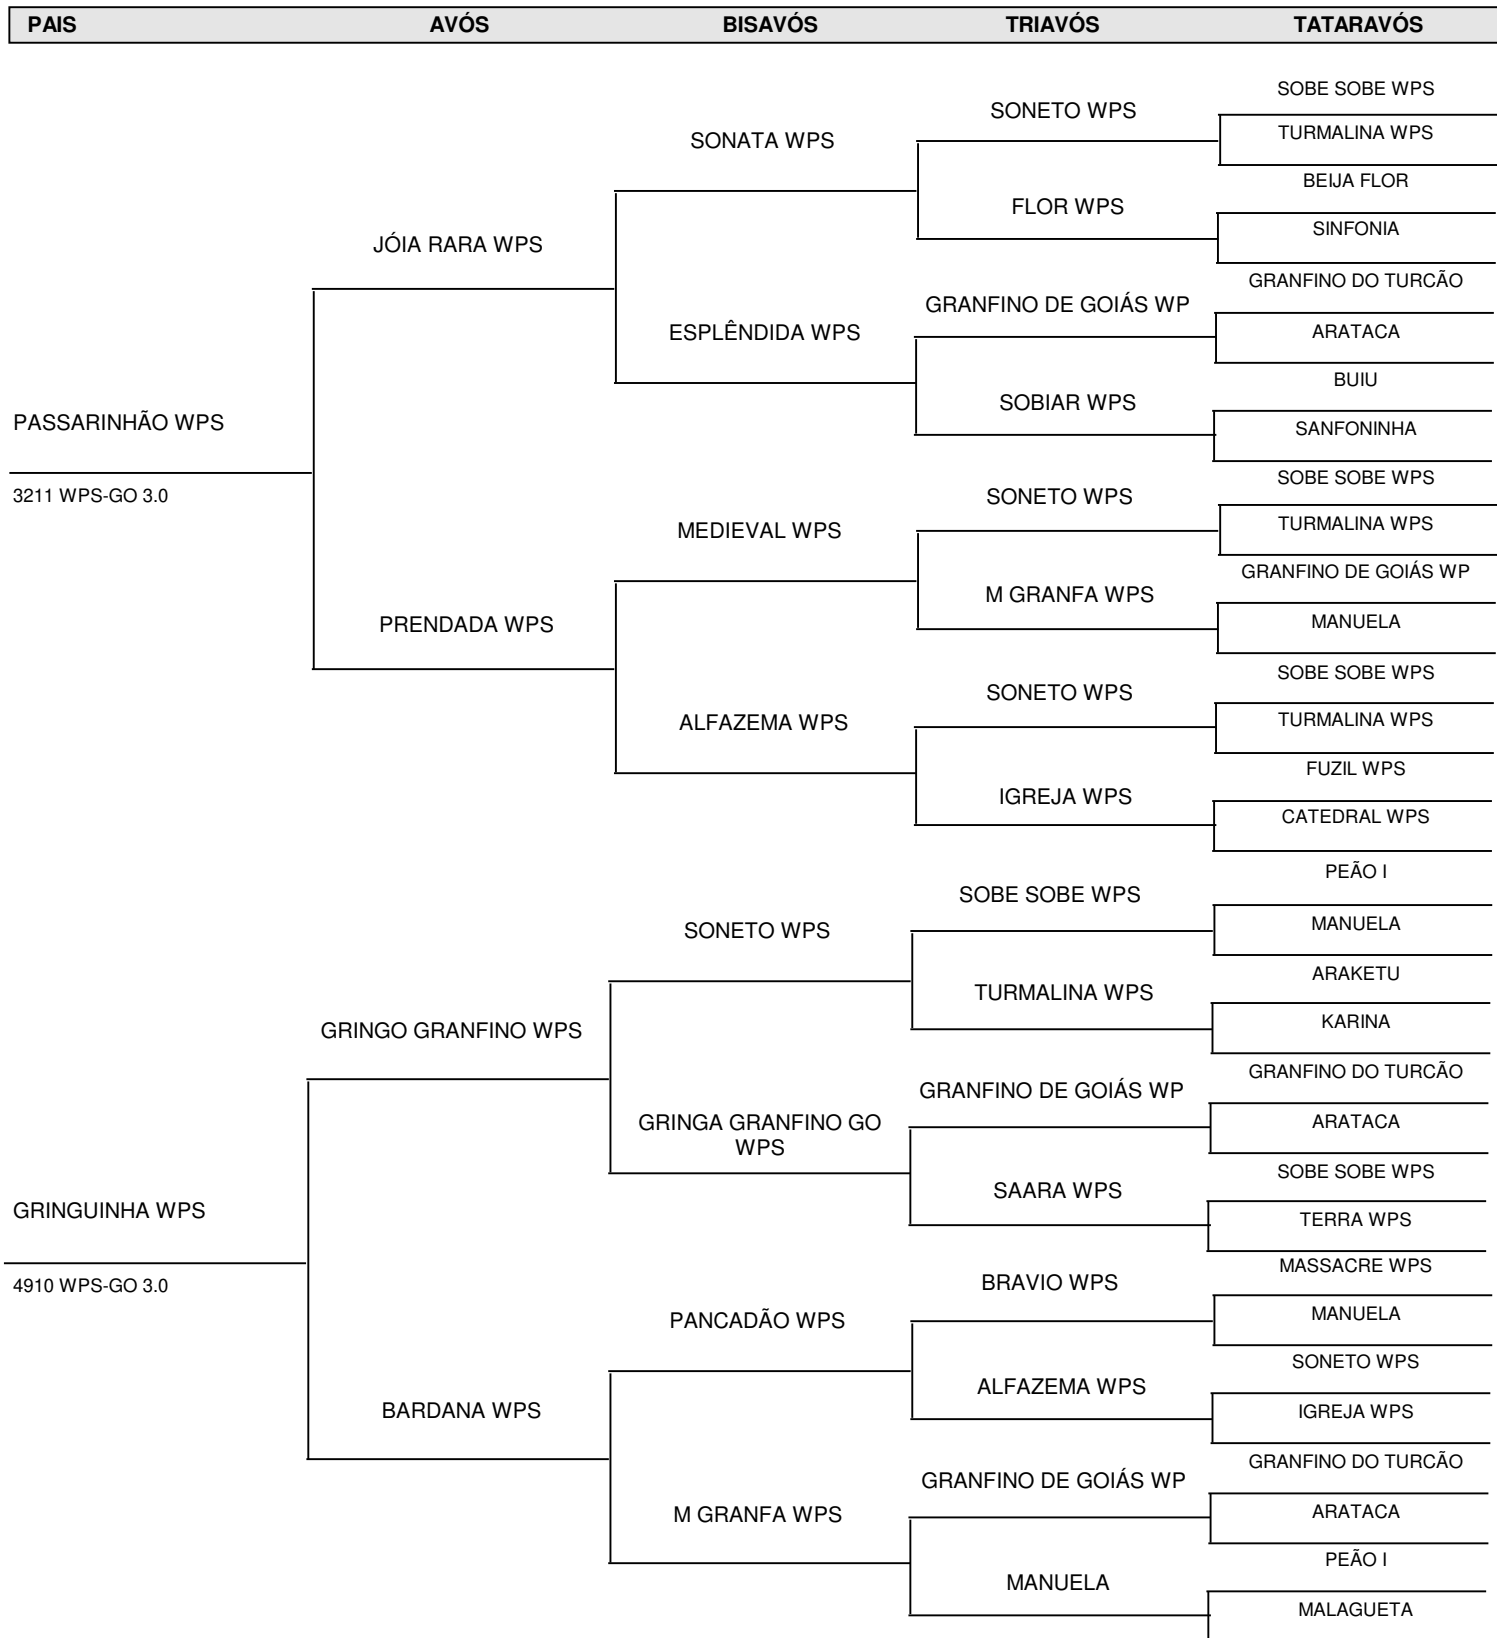 PAIS AVÓS BISAVÓS TRIAVÓS TATARAVÓS
SOBE SOBE WPS
SONETO WPS
TURMALINA WPS
SONATA WPS
BEIJA FLOR
FLOR WPS
SINFONIA
JÓIA RARA WPS
GRANFINO DO TURCÃO
GRANFINO DE GOIÁS WP
ARATACA
ESPLÊNDIDA WPS
BUIU
SOBIAR WPS
SANFONINHA
PASSARINHÃO WPS
3211 WPS-GO 3.0
SOBE SOBE WPS
SONETO WPS
TURMALINA WPS
MEDIEVAL WPS
GRANFINO DE GOIÁS WP
M GRANFA WPS
MANUELA
PRENDADA WPS
SOBE SOBE WPS
SONETO WPS
TURMALINA WPS
ALFAZEMA WPS
FUZIL WPS
IGREJA WPS
CATEDRAL WPS
PEÃO I
SOBE SOBE WPS
MANUELA
SONETO WPS
ARAKETU
TURMALINA WPS
KARINA
GRINGO GRANFINO WPS
GRANFINO DO TURCÃO
GRANFINO DE GOIÁS WP
ARATACA
GRINGA GRANFINO GO
WPS
SOBE SOBE WPS
SAARA WPS
TERRA WPS
GRINGUINHA WPS
4910 WPS-GO 3.0
MASSACRE WPS
BRAVIO WPS
MANUELA
PANCADÃO WPS
SONETO WPS
ALFAZEMA WPS
IGREJA WPS
BARDANA WPS
GRANFINO DO TURCÃO
GRANFINO DE GOIÁS WP
ARATACA
M GRANFA WPS
PEÃO I
MANUELA
MALAGUETA